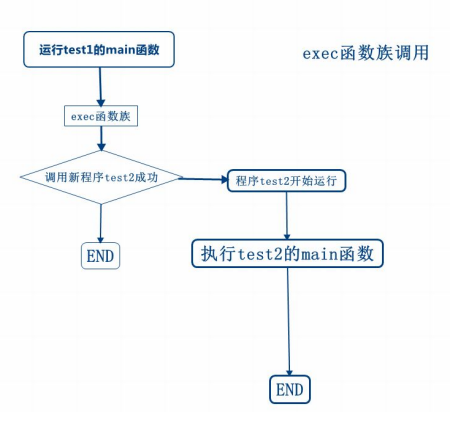 运行test1的main函数
exec函数族调用
exec函数族
调用新程序test2成功
程序test2开始运行
执行test2的main函数
END
END